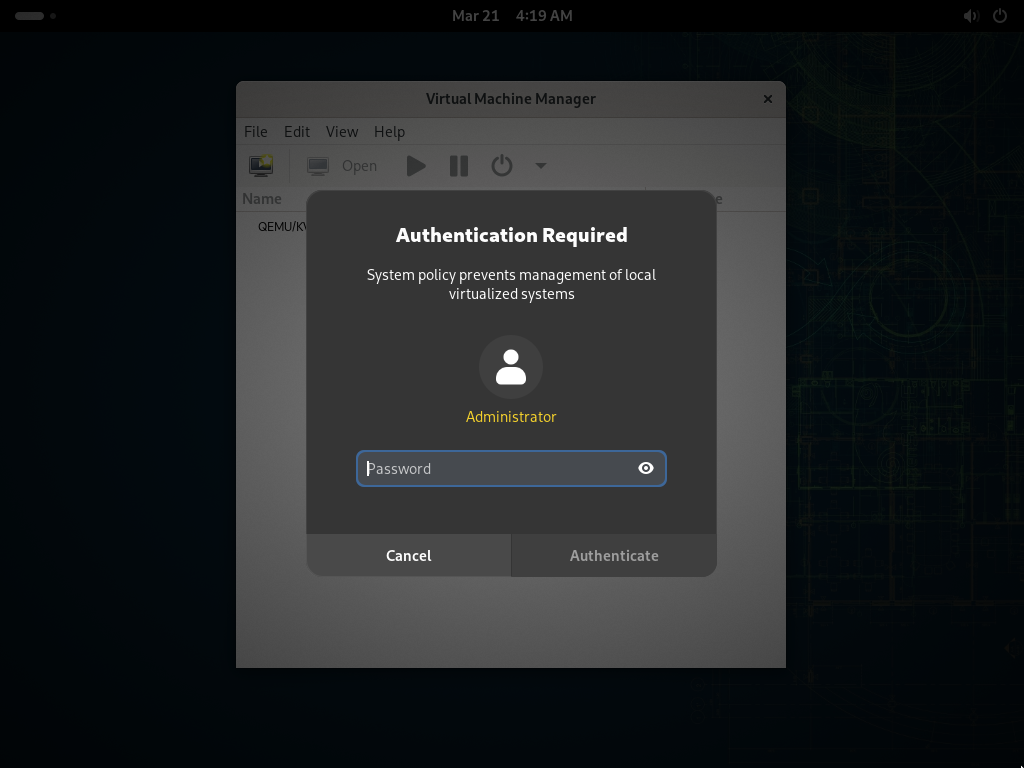 Mar 21 4:19 AM
Virtual Machine Manager
File Edit View Help
Open
Name
QEMU/KV
Authentication Required
System policy prevents management of local
virtualized systems
Administrator
Password
Cancel Authenticate